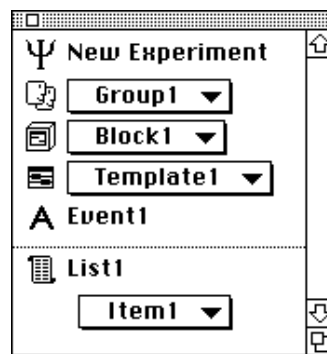 Ψ New Experiment
Group1
Block1
Template1
A Event1
List1
Item1